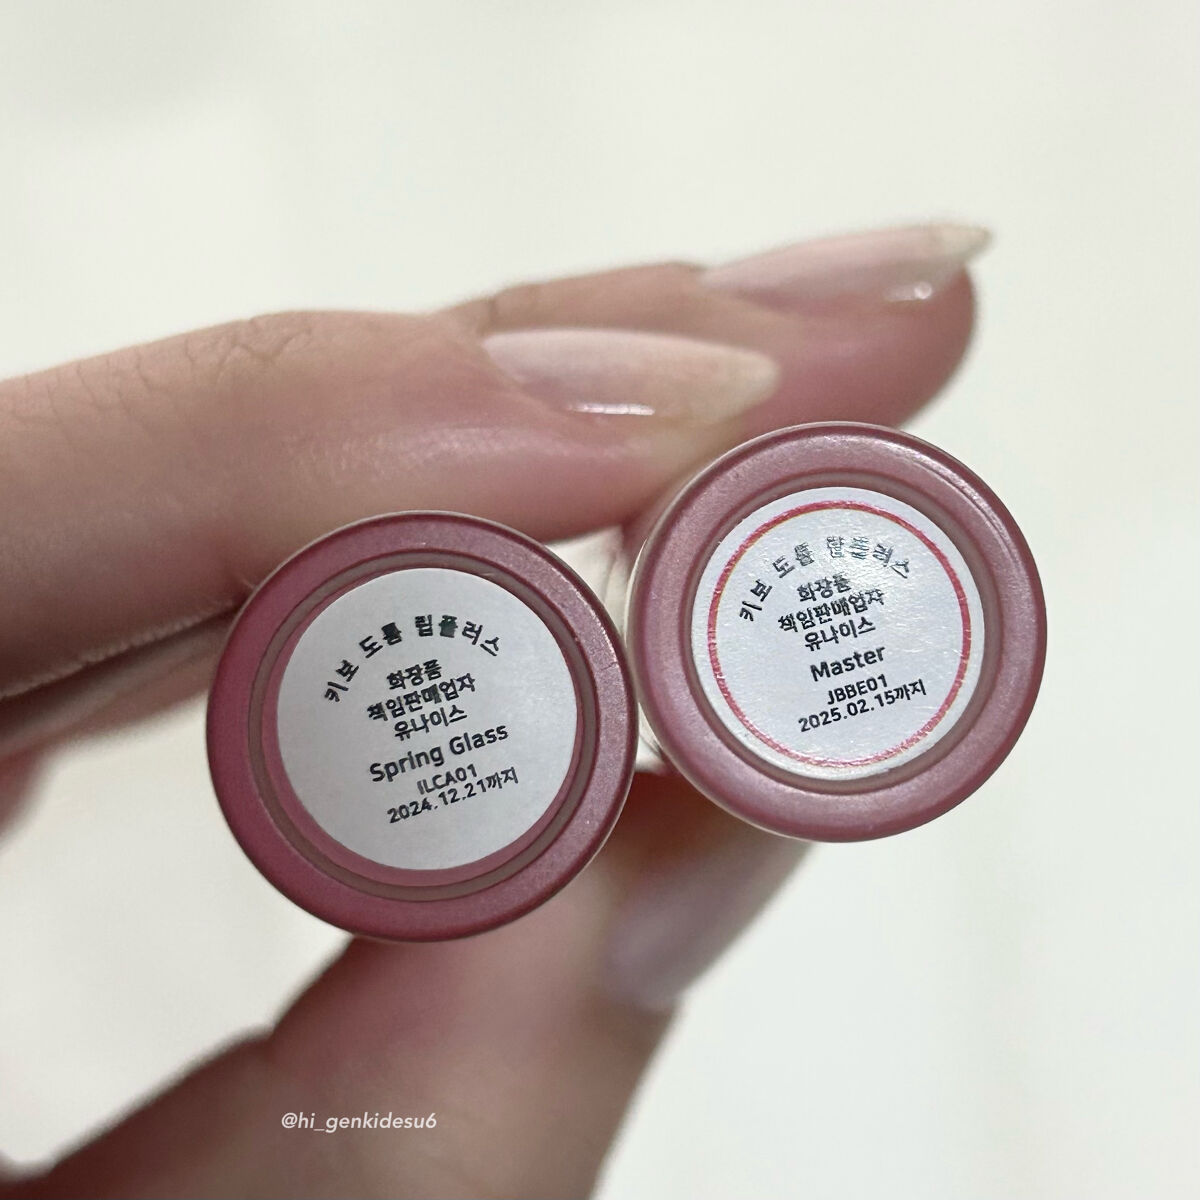 키보 도톰 립플러스
화장품
책임판매업자
유나이스
Spring Glass
ILCA01
2024.12.21까지
키보 도톰 립플러스
화장품
책임판매업자
유나이스
Master
JBBE01
2025.02.15까지
@hi_genkidesu6